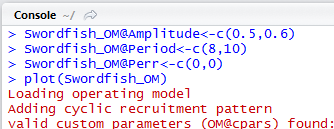 Console ~/
> Swordfish_OM@Amplitude<-c(0.5,0.6)
> Swordfish_OM@Period<-c(8,10)
> Swordfish_OM@Perr<-c(0,0)
> plot(Swordfish_OM)
Loading operating model
Adding cyclic recruitment pattern
valid custom parameters (OM@cpars) found: